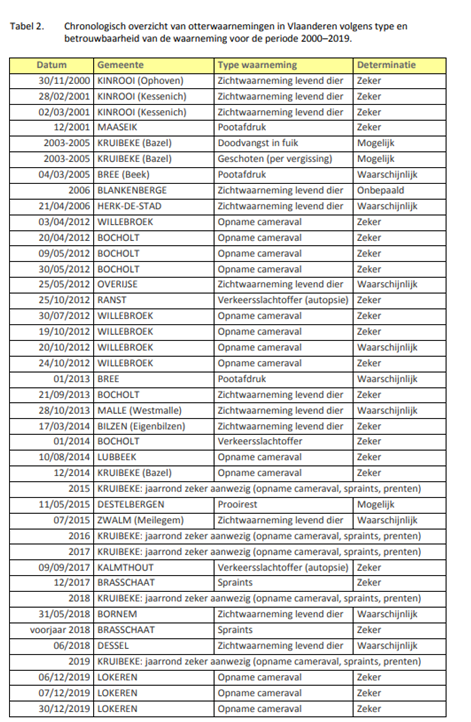 Tabel 2. Chronologisch overzicht van otterwaarnemingen in Vlaanderen volgens type en
betrouwbaarheid van de waarneming voor de periode 2000–2019.
Datum Gemeente Type waarneming Determinatie
30/11/2000 KINROOI (Ophoven) Zichtwaarneming levend dier Zeker
28/02/2001 KINROOI (Kessenich) Zichtwaarneming levend dier Zeker
02/03/2001 KINROOI (Kessenich) Zichtwaarneming levend dier Zeker
12/2001 MAASEIK Pootafdruk Zeker
2003-2005 KRUIBEKE (Bazel) Doodvangst in fuik Mogelijk
2003-2005 KRUIBEKE (Bazel) Geschoten (per vergissing) Mogelijk
04/03/2005 BREE (Beek) Pootafdruk Waarschijnlijk
2006 BLANKENBERGE Zichtwaarneming levend dier Onbepaald
21/04/2006 HERK-DE-STAD Zichtwaarneming levend dier Waarschijnlijk
03/04/2012 WILLEBROEK Opname cameraval Zeker
20/04/2012 BOCHOLT Opname cameraval Zeker
09/05/2012 BOCHOLT Opname cameraval Zeker
30/05/2012 BOCHOLT Opname cameraval Zeker
25/05/2012 OVERIJSE Zichtwaarneming levend dier Waarschijnlijk
25/10/2012 RANST Verkeersslachtoffer (autopsie) Zeker
30/07/2012 WILLEBROEK Opname cameraval Zeker
19/10/2012 WILLEBROEK Opname cameraval Zeker
20/10/2012 WILLEBROEK Opname cameraval Waarschijnlijk
24/10/2012 WILLEBROEK Opname cameraval Zeker
01/2013 BREE Pootafdruk Waarschijnlijk
21/09/2013 BOCHOLT Zichtwaarneming levend dier Zeker
28/10/2013 MALLE (Westmalle) Zichtwaarneming levend dier Waarschijnlijk
17/03/2014 BILZEN (Eigenbilzen) Zichtwaarneming levend dier Zeker
01/2014 BOCHOLT Verkeersslachtoffer Zeker
10/08/2014 LUBBEEK Opname cameraval Zeker
12/2014 KRUIBEKE (Bazel) Opname cameraval Zeker
2015 KRUIBEKE: jaarrond zeker aanwezig (opname cameraval, spraints, prenten)
11/05/2015 DESTELBERGEN Prooirest Mogelijk
07/2015 ZWALM (Meilegem) Zichtwaarneming levend dier Waarschijnlijk
2016 KRUIBEKE: jaarrond zeker aanwezig (opname cameraval, spraints, prenten)
2017 KRUIBEKE: jaarrond zeker aanwezig (opname cameraval, spraints, prenten)
09/09/2017 KALMTHOUT Verkeersslachtoffer (autopsie) Zeker
12/2017 BRASSCHAAT Spraints Zeker
2018 KRUIBEKE: jaarrond zeker aanwezig (opname cameraval, spraints, prenten)
31/05/2018 BORNEM Zichtwaarneming levend dier Waarschijnlijk
voorjaar 2018 BRASSCHAAT Spraints Zeker
06/2018 DESSEL Zichtwaarneming levend dier Waarschijnlijk
2019 KRUIBEKE: jaarrond zeker aanwezig (opname cameraval, spraints, prenten)
06/12/2019 LOKEREN Opname cameraval Zeker
07/12/2019 LOKEREN Opname cameraval Zeker
30/12/2019 LOKEREN Opname cameraval Zeker